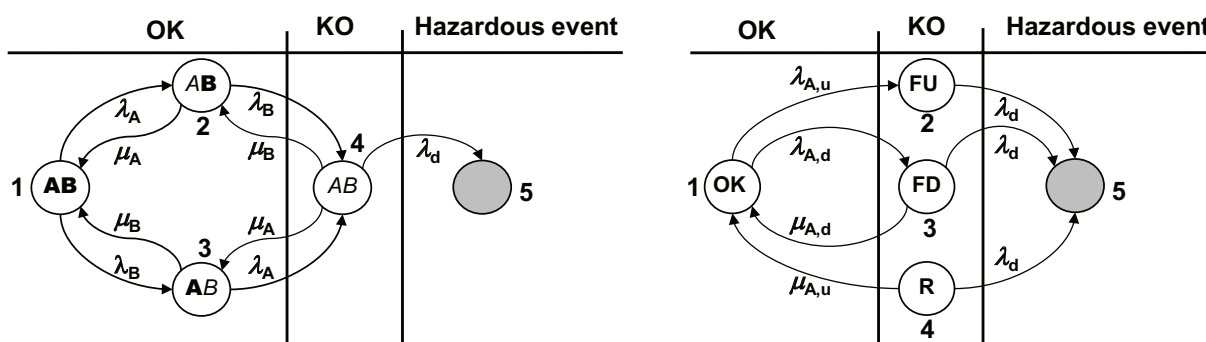 OK KO Hazardous event
AB
λA
λB
2
μA
μB
4
λd
1 AB
AB
5
μB
3
μA
λB
AB
λA
OK KO Hazardous event
λA,u
FU
λd
2
λA,d
λd
1 OK
FD
5
μA,d
3
μA,u
R
λd
4